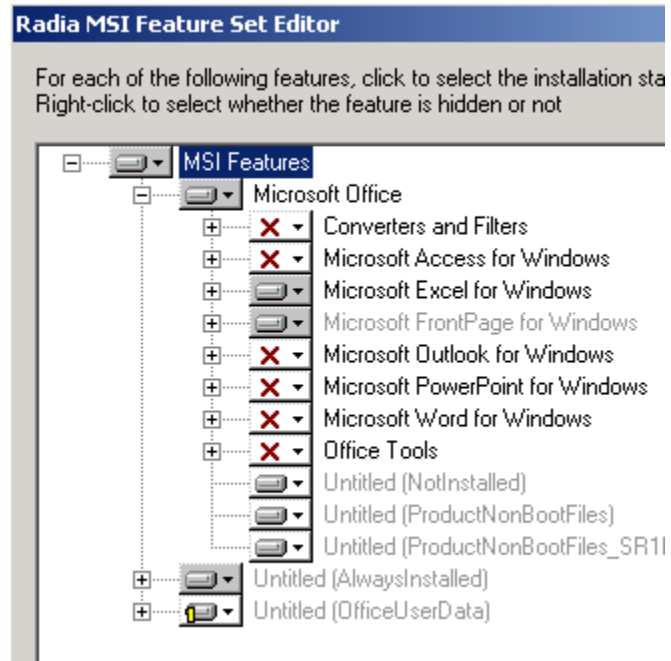 Radia MSI Feature Set Editor
For each of the following features, click to select the installation sta
Right-click to select whether the feature is hidden or not
MSI Features
Microsoft Office
Converters and Filters
Microsoft Access for Windows
Microsoft Excel for Windows
Microsoft FrontPage for Windows
Microsoft Outlook for Windows
Microsoft PowerPoint for Windows
Microsoft Word for Windows
Office Tools
Untitled (NotInstalled)
Untitled (ProductNonBootFiles)
Untitled (ProductNonBootFiles_SR1
Untitled (AlwaysInstalled)
Untitled (OfficeUserData)